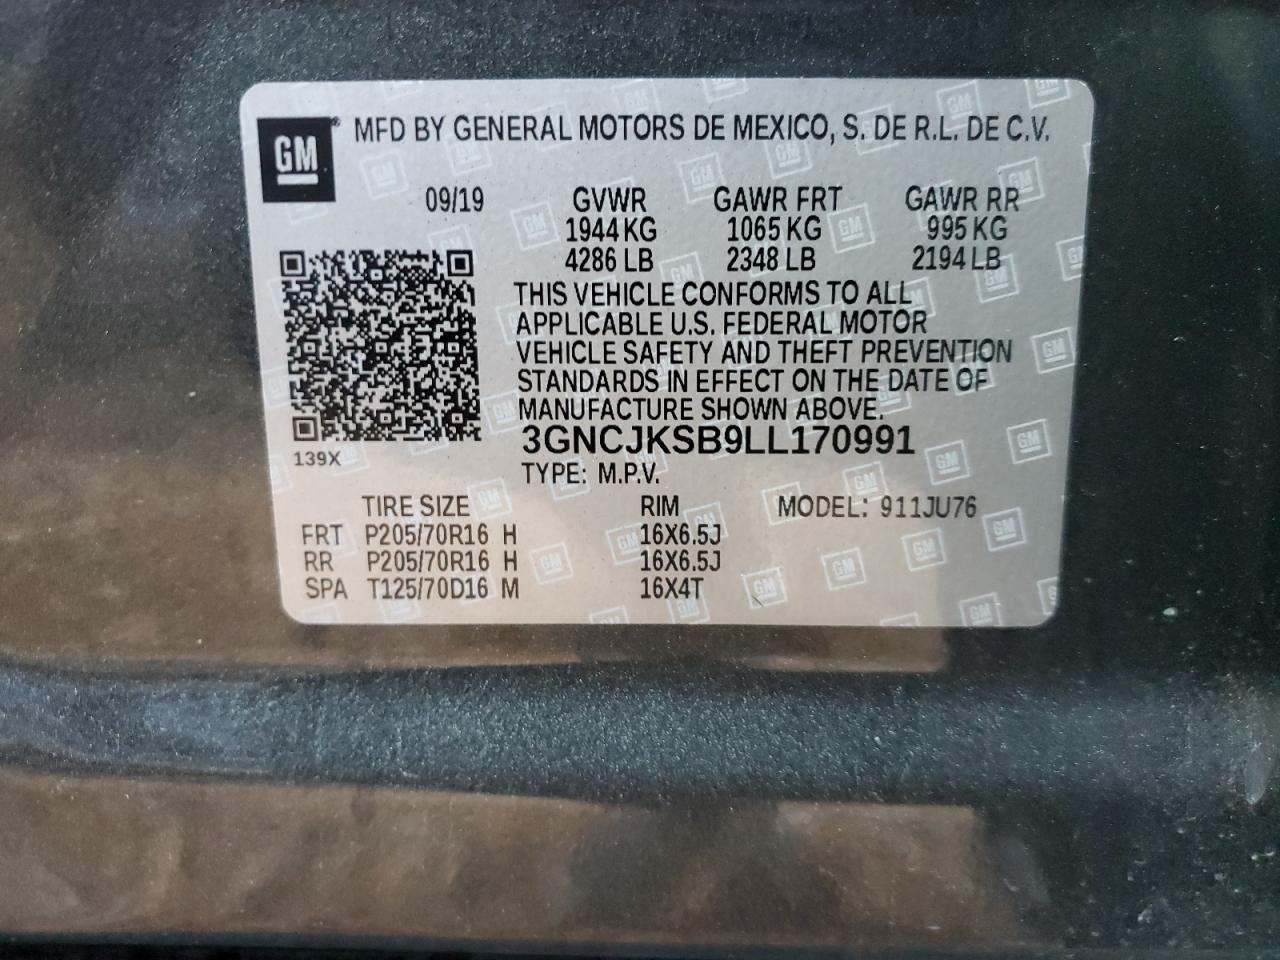 GM
MFD BY GENERAL MOTORS DE MEXICO, S. DE R.L. DE C.V.
09/19 GVWR GAWR FRT GAWR RR
1944 KG 1065 KG 995 KG
4286 LB 2348 LB 2194 LB
THIS VEHICLE CONFORMS TO ALL
APPLICABLE U.S. FEDERAL MOTOR
VEHICLE SAFETY AND THEFT PREVENTION
STANDARDS IN EFFECT ON THE DATE OF
MANUFACTURE SHOWN ABOVE.
3GNCJKSB9LL170991
139X
TYPE: M.P.V.
TIRE SIZE RIM MODEL: 911JU76
FRT P205/70R16 H 16X6.5J
RR P205/70R16 H 16X6.5J
SPA T125/70D16 M 16X4T